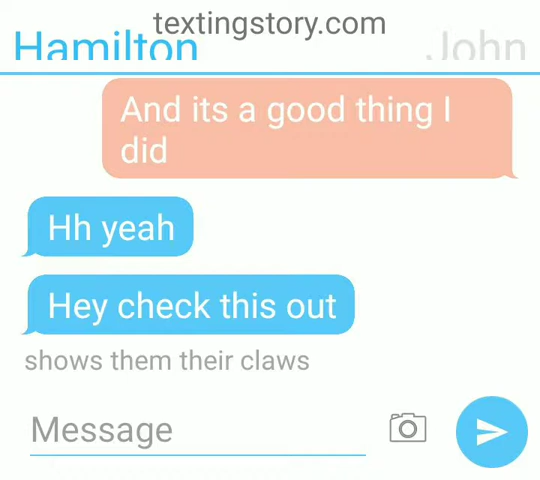 textingstory.com
Hamilton
John
And its a good thing I
did
Hh yeah
Hey check this out
shows them their claws
Message